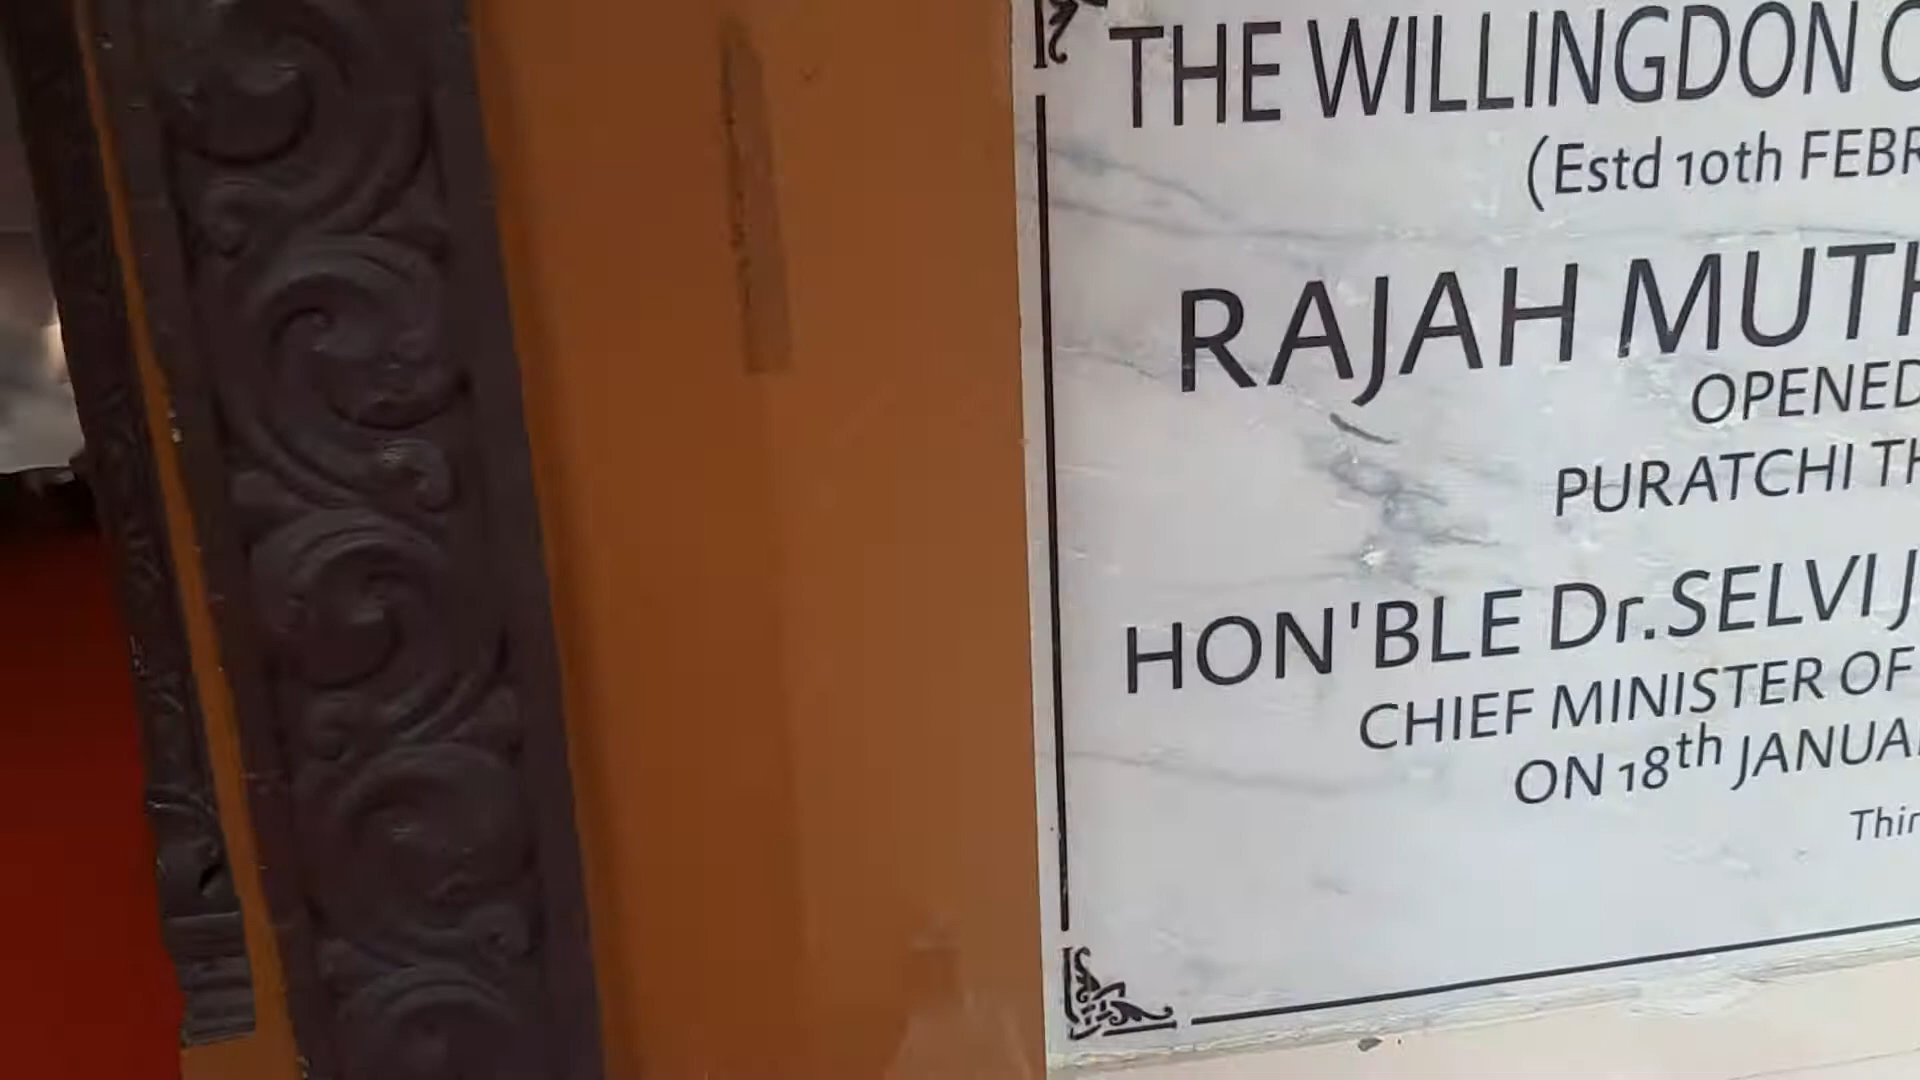 THE WILLINGDON
(Estd 10th FEBR
RAJAH MUTH
OPENED
PURATCHI TH
HON'BLE Dr.SELVI J
CHIEF MINISTER OF
ON 18th JANUA
Thir